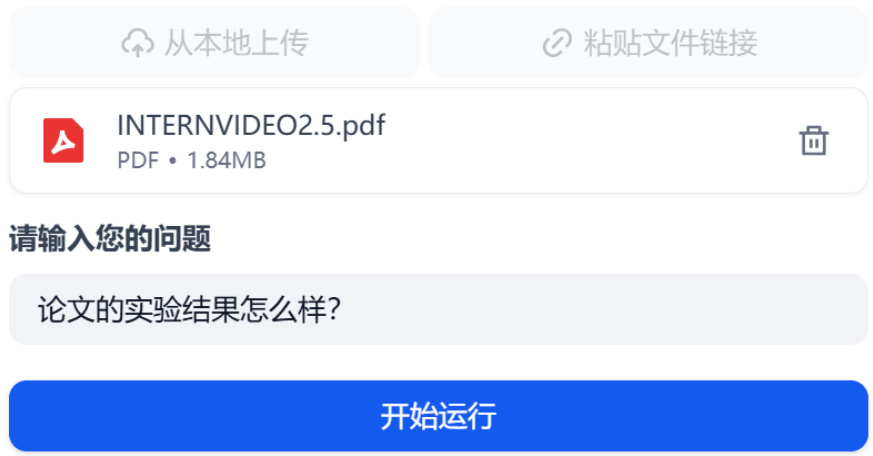 从本地上传
粘贴文件链接
INTERNVIDEO2.5.pdf
PDF • 1.84MB
请输入您的问题
论文的实验结果怎么样?
开始运行